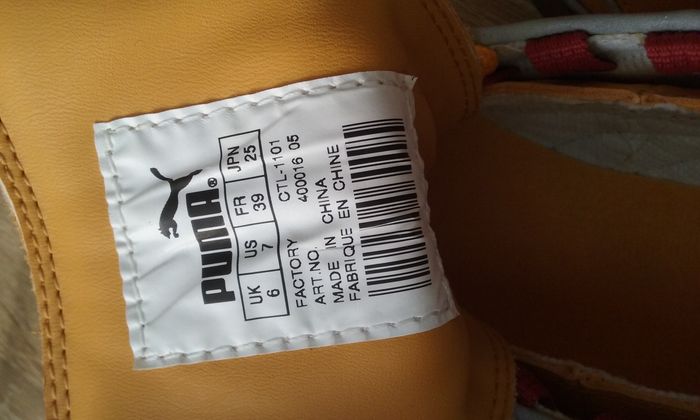 PUMA®
UK US FR JPN
6 7 39 25
FACTORY CTL-1101
ART.NO. 400016 05
MADE IN CHINA
FABRIQUE EN CHINE